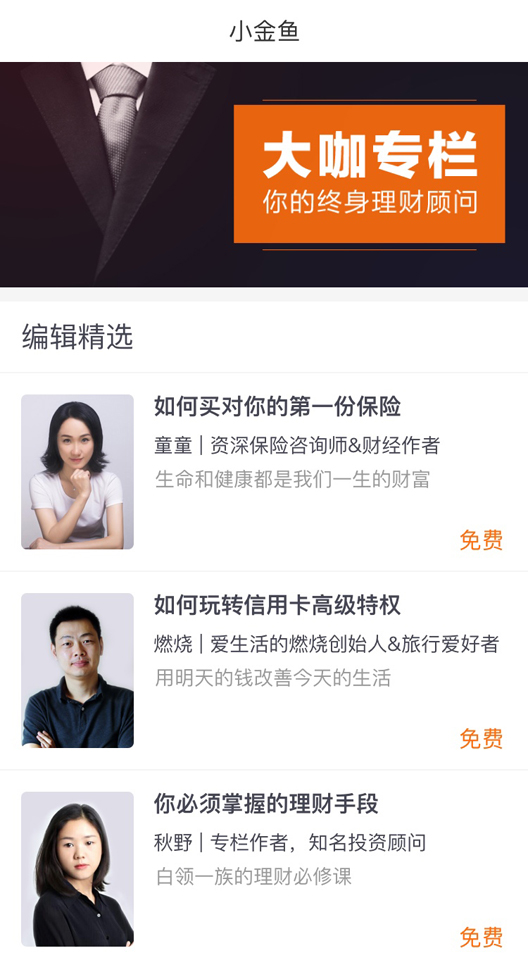 小金鱼
大咖专栏
你的终身理财顾问
编辑精选
如何买对你的第一份保险
童童 | 资深保险咨询师&财经作者
生命和健康都是我们一生的财富
免费
如何玩转信用卡高级特权
燃烧 | 爱生活的燃烧创始人&旅行爱好者
用明天的钱改善今天的生活
免费
你必须掌握的理财手段
秋野 | 专栏作者，知名投资顾问
白领一族的理财必修课
免费